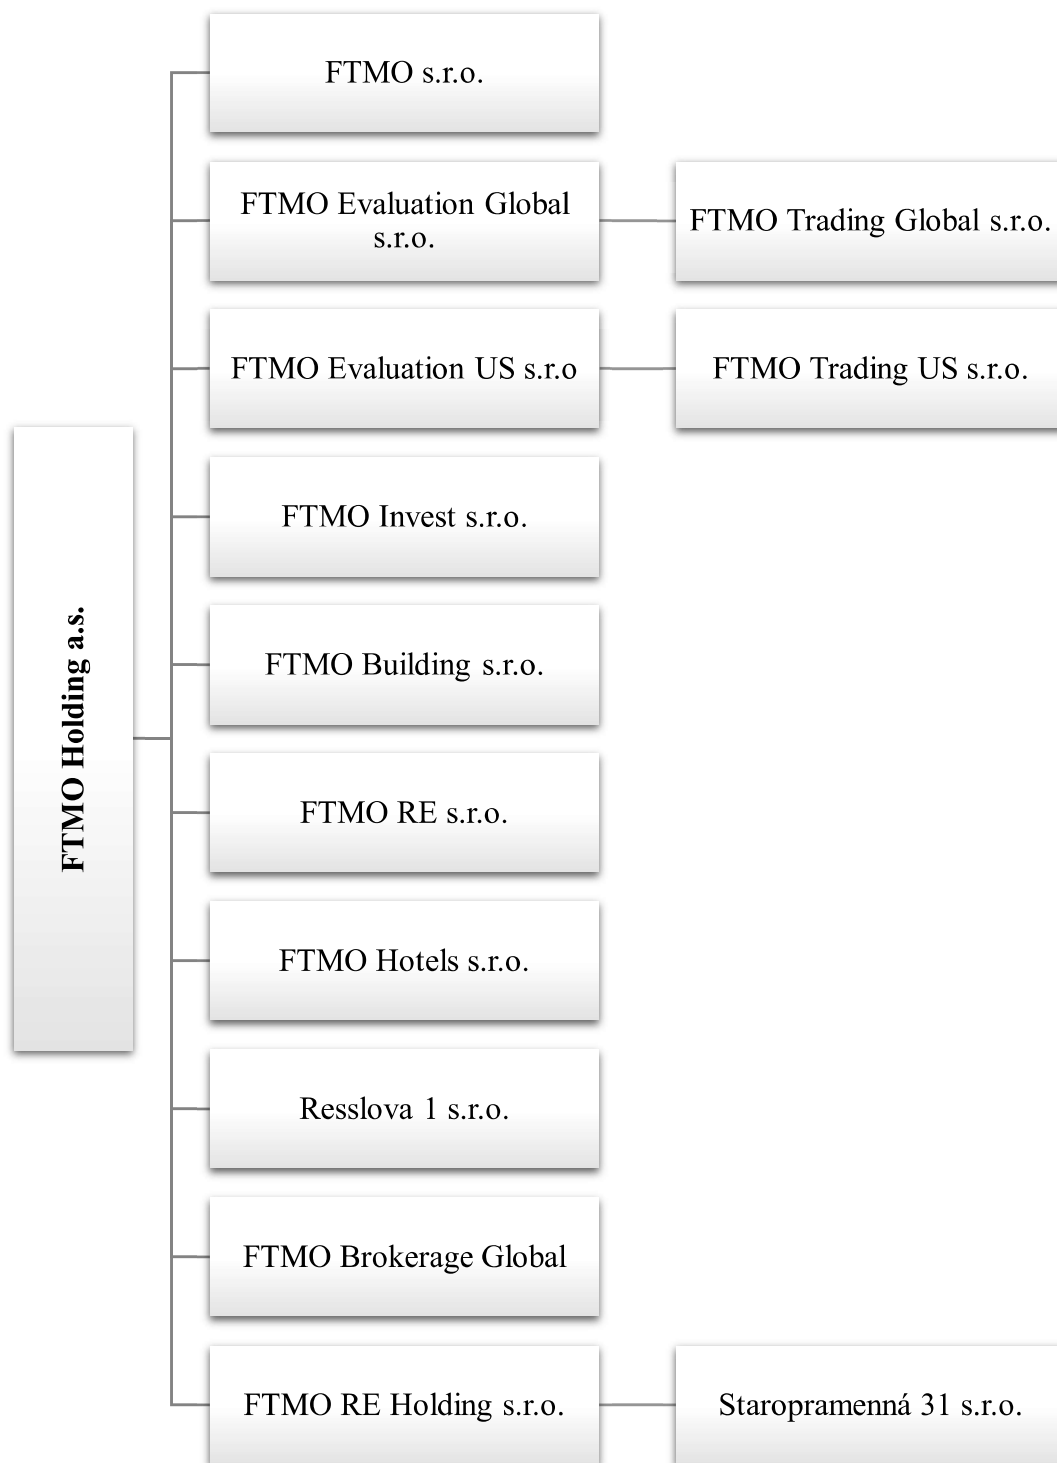 FTMO s.r.o.
FTMO Evaluation Global
s.r.o.
FTMO Trading Global s.r.o.
FTMO Evaluation US s.r.o
FTMO Trading US s.r.o.
FTMO Invest s.r.o.
FTMO Building s.r.o.
FTMO Holding a.s.
FTMO RE s.r.o.
FTMO Hotels s.r.o.
Resslova 1 s.r.o.
FTMO Brokerage Global
FTMO RE Holding s.r.o.
Staropramenná 31 s.r.o.